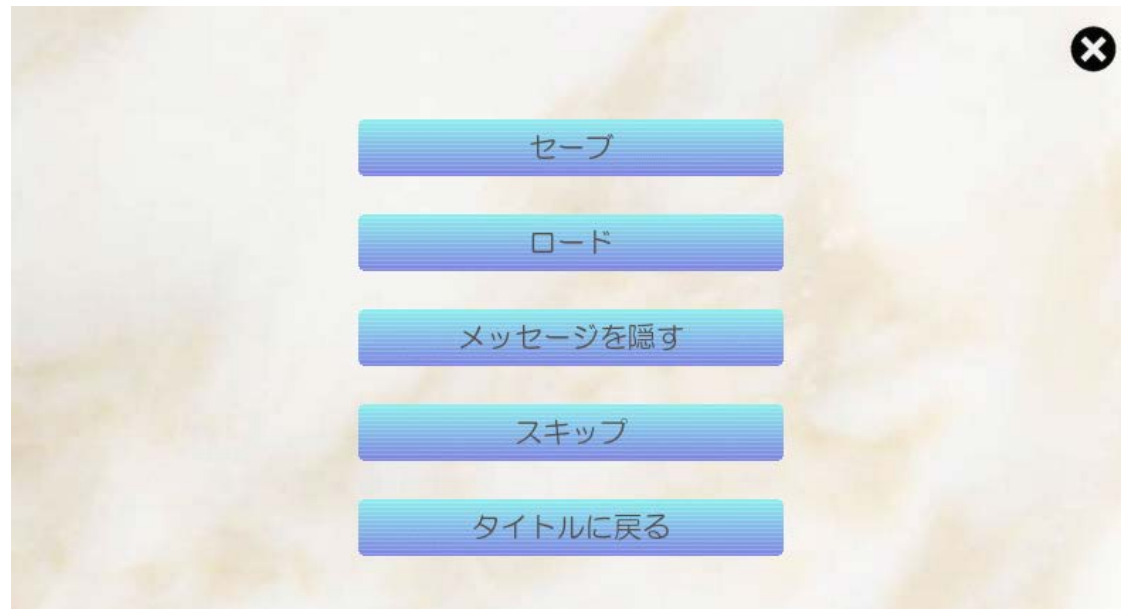 セーブ
ロード
メッセージを隠す
スキップ
タイトルに戻る